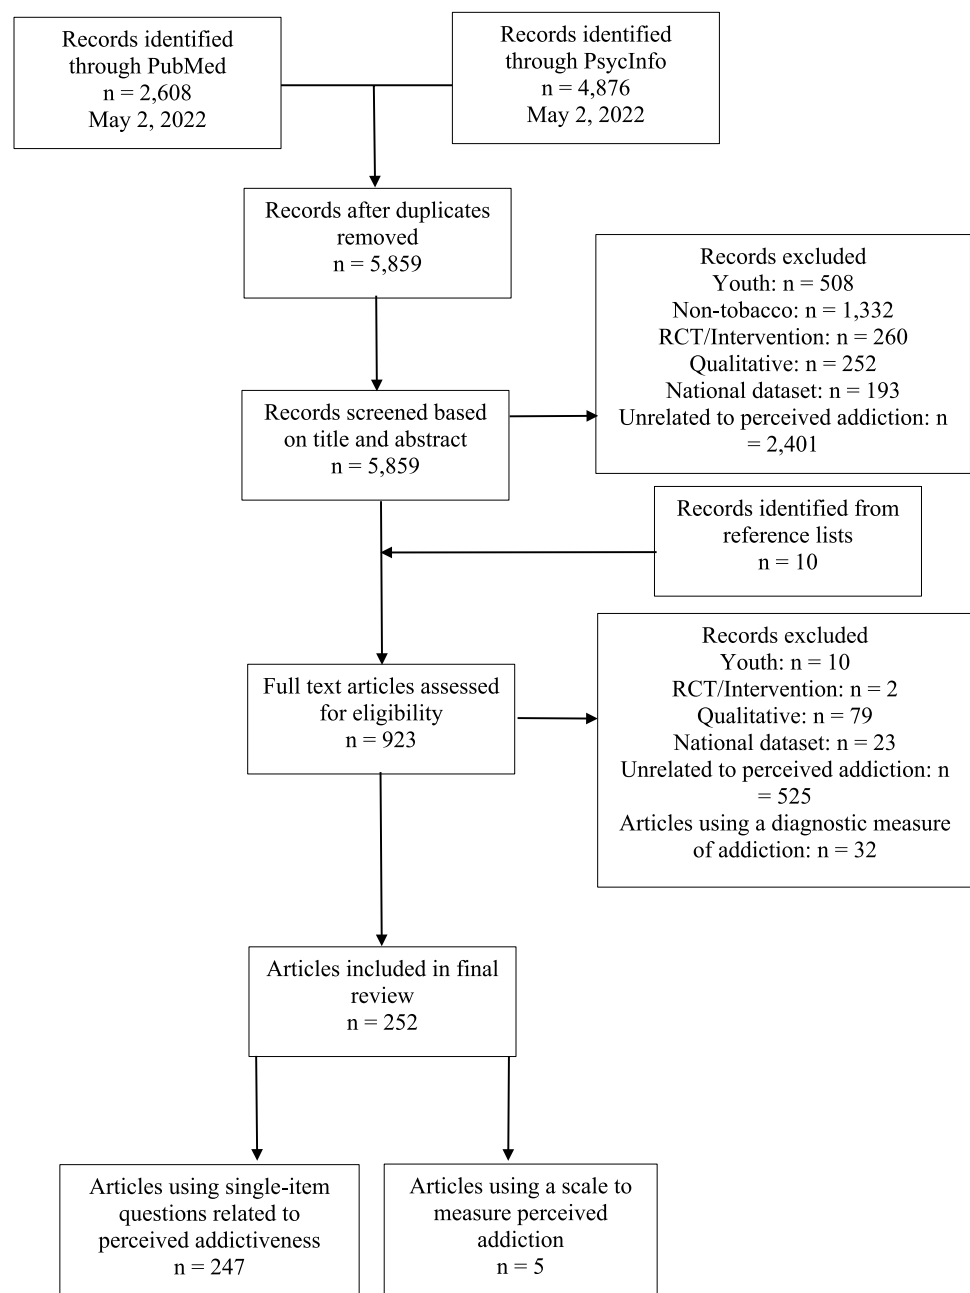 Records identified
through PubMed
n = 2,608
May 2, 2022
Records identified
through PsycInfo
n = 4,876
May 2, 2022
Records after duplicates
removed
n = 5,859
Records excluded
Youth: n = 508
Non-tobacco: n = 1,332
RCT/Intervention: n = 260
Qualitative: n = 252
National dataset: n = 193
Unrelated to perceived addiction: n
= 2,401
Records screened based
on title and abstract
n = 5,859
Records identified from
reference lists
n = 10
Full text articles assessed
for eligibility
n = 923
Records excluded
Youth: n = 10
RCT/Intervention: n = 2
Qualitative: n = 79
National dataset: n = 23
Unrelated to perceived addiction: n
= 525
Articles using a diagnostic measure
of addiction: n = 32
Articles included in final
review
n = 252
Articles using single-item
questions related to
perceived addictiveness
n = 247
Articles using a scale to
measure perceived
addiction
n = 5